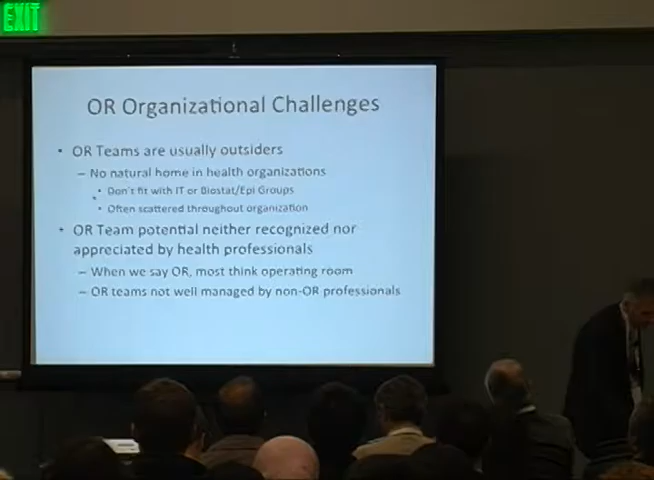 EXIT
OR Organizational Challenges
• OR Teams are usually outsiders
– No natural home in health organizations
• Don't fit with IT or Biostat/Epi Groups
• Often scattered throughout organization
• OR Team potential neither recognized nor
appreciated by health professionals
– When we say OR, most think operating room
– OR teams not well managed by non-OR professionals